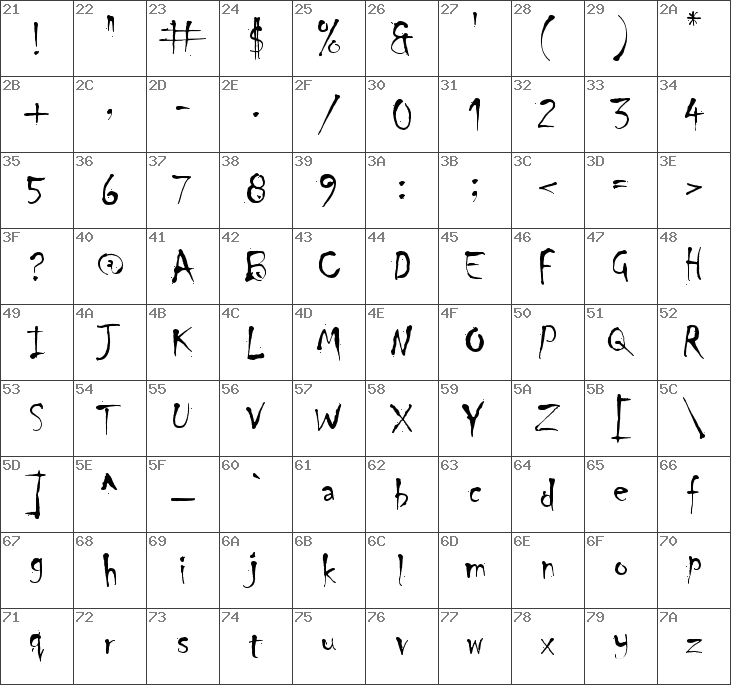 21 22 23 24 25 26 27 28 29 2A
! " # $ % & ' ( ) *
2B 2C 2D 2E 2F 30 31 32 33 34
+ , - . / 0 1 2 3 4
35 36 37 38 39 3A 3B 3C 3D 3E
5 6 7 8 9 : ; < = >
3F 40 41 42 43 44 45 46 47 48
? @ A B C D E F G H
49 4A 4B 4C 4D 4E 4F 50 51 52
I J K L M N O P Q R
53 54 55 56 57 58 59 5A 5B 5C
S T U V W X Y Z [ \
5D 5E 5F 60 61 62 63 64 65 66
] ^ _ ` a b c d e f
67 68 69 6A 6B 6C 6D 6E 6F 70
g h i j k l m n o p
71 72 73 74 75 76 77 78 79 7A
q r s t u v w x y z